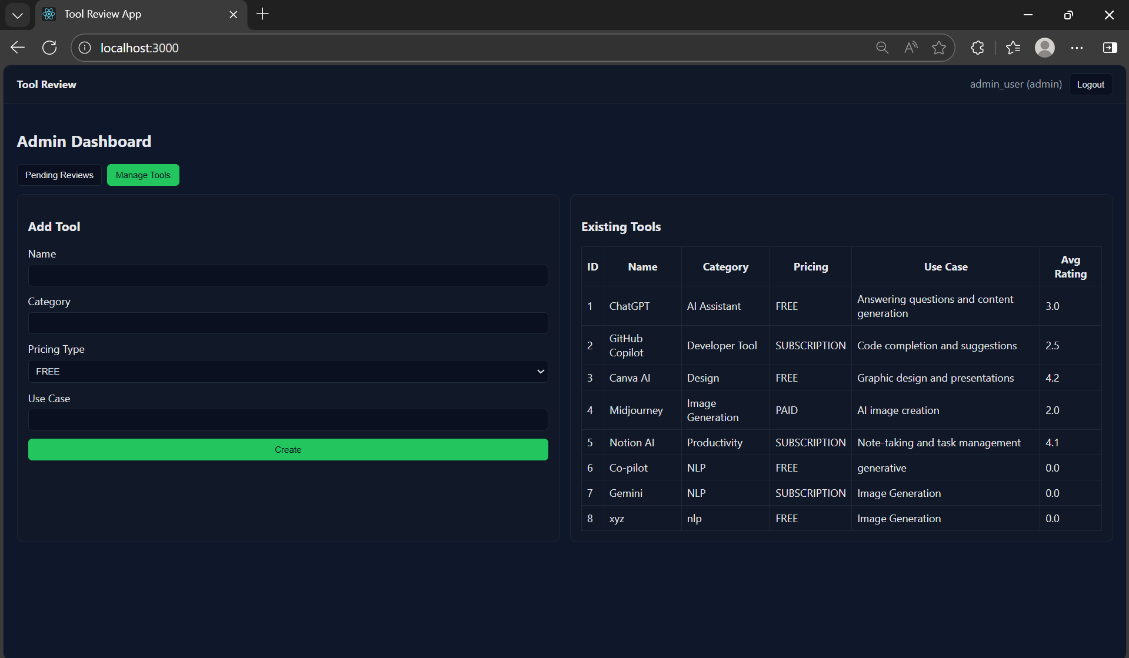 Tool Review App
localhost:3000
Tool Review
admin_user (admin)
Logout
Admin Dashboard
Pending Reviews
Manage Tools
Add Tool
Name
Category
Pricing Type
FREE
Use Case
Create
Existing Tools
ID Name Category Pricing Use Case Avg Rating
1 ChatGPT AI Assistant FREE Answering questions and content generation 3.0
2 GitHub Copilot Developer Tool SUBSCRIPTION Code completion and suggestions 2.5
3 Canva AI Design FREE Graphic design and presentations 4.2
4 Midjourney Image Generation PAID AI image creation 2.0
5 Notion AI Productivity SUBSCRIPTION Note-taking and task management 4.1
6 Co-pilot NLP FREE generative 0.0
7 Gemini NLP SUBSCRIPTION Image Generation 0.0
8 xyz nlp FREE Image Generation 0.0